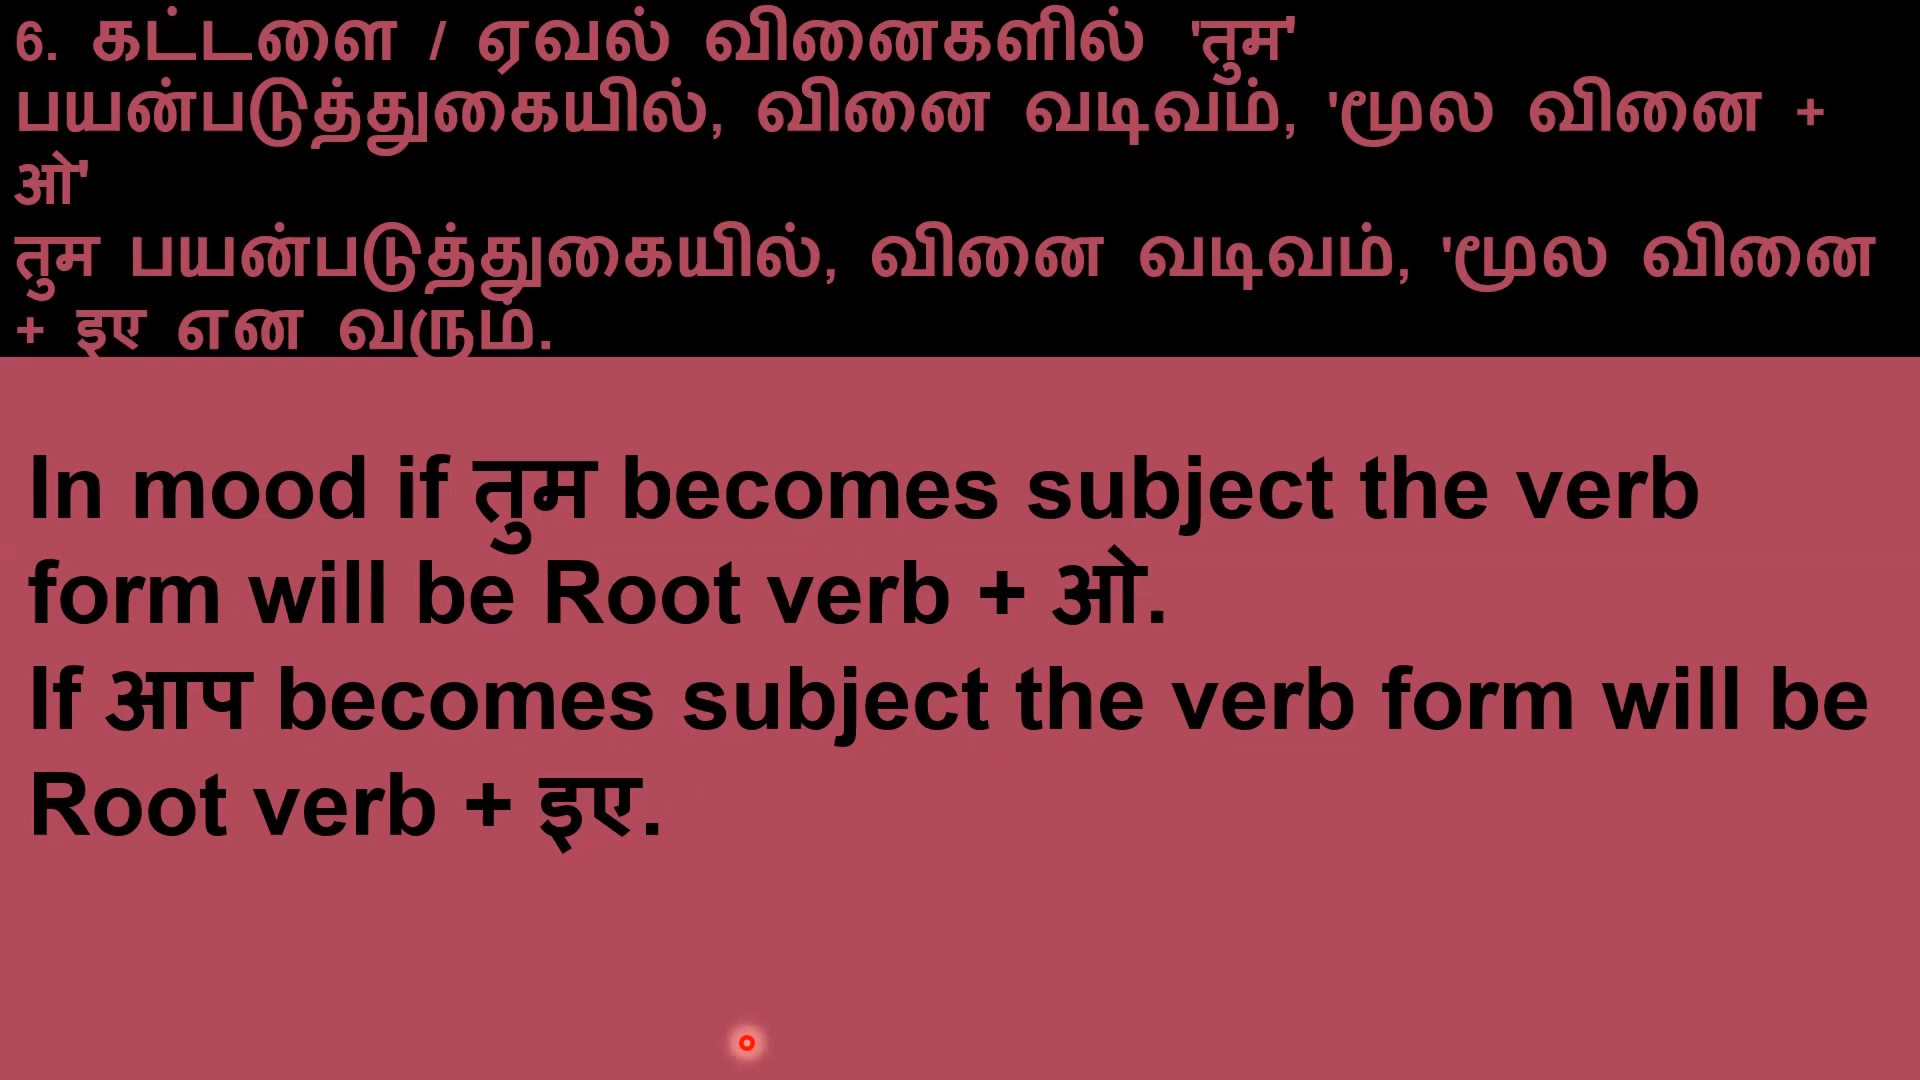 6. கட்டளை / ஏவல் வினைகளில் 'तुम'
பயன்படுத்துகையில், வினை வடிவம், 'மூல வினை +
ओ'
तुम பயன்படுத்துகையில், வினை வடிவம், 'மூல வினை
+ इए என வரும்.
In mood if तुम becomes subject the verb
form will be Root verb + ओ.
If आप becomes subject the verb form will be
Root verb + इए.